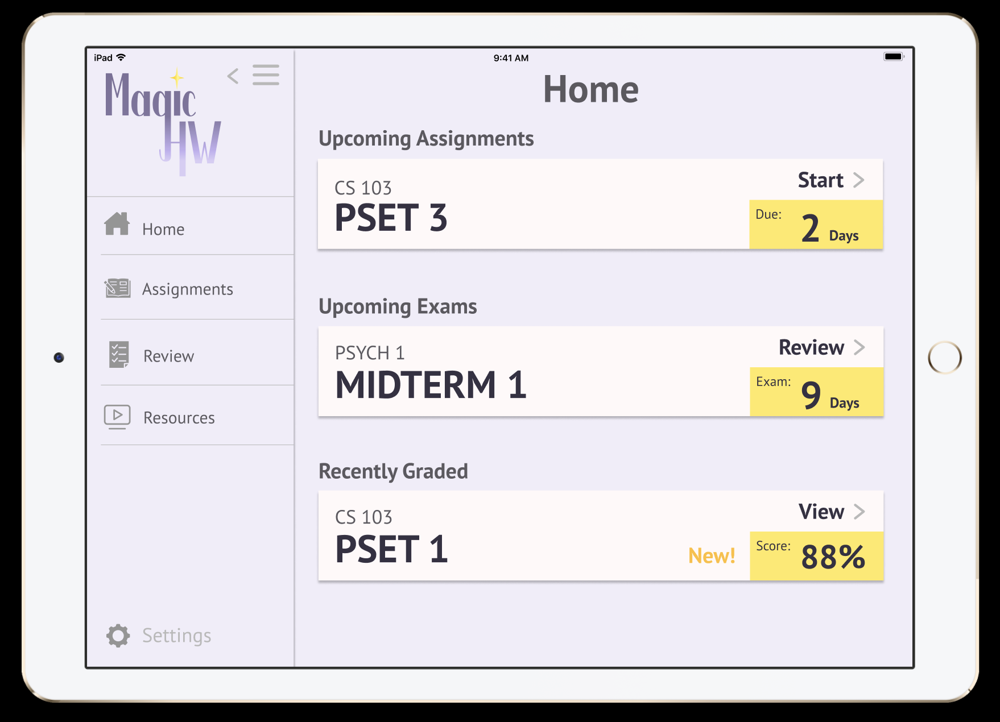 iPad
9:41 AM
Magic
HW
Home
Assignments
Review
Resources
Settings
Home
Upcoming Assignments
CS 103
PSET 3
Start
Due: 2 Days
Upcoming Exams
PSYCH 1
MIDTERM 1
Review
Exam: 9 Days
Recently Graded
CS 103
PSET 1
New!
View
Score: 88%